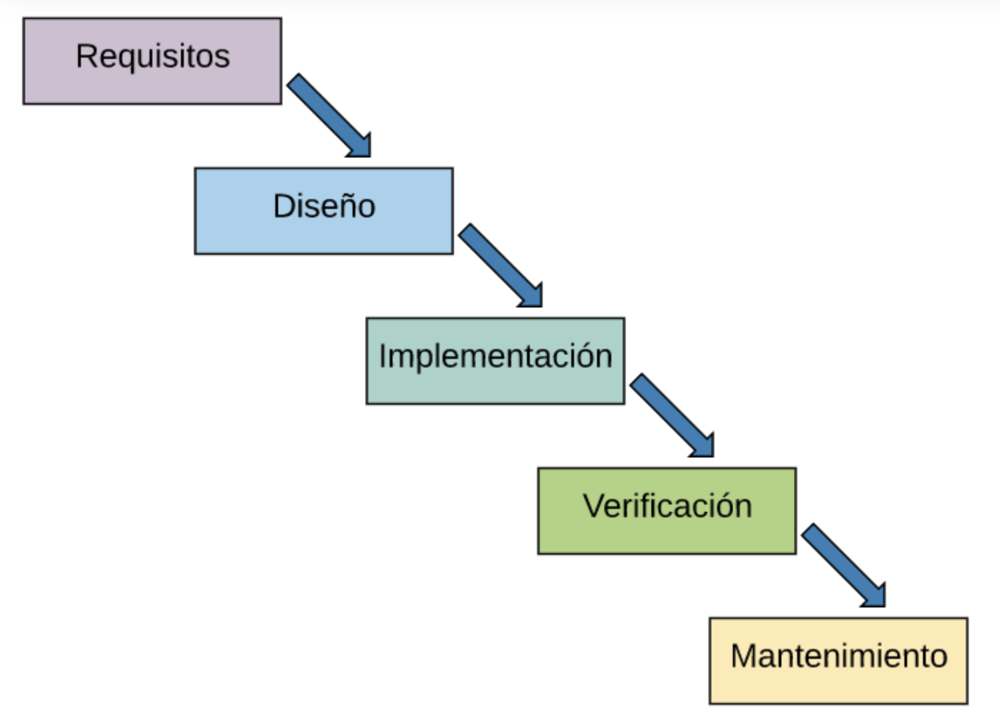 Requisitos
Diseño
Implementación
Verificación
Mantenimiento